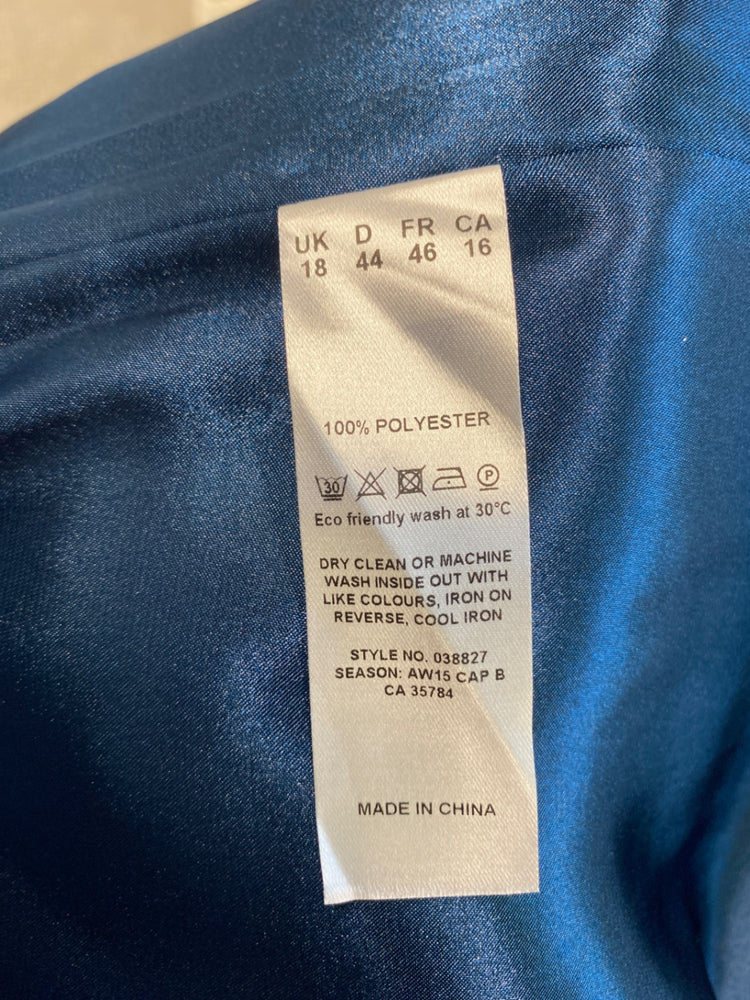 UK D FR CA
18 44 46 16
100% POLYESTER
30 P
Eco friendly wash at 30°C
DRY CLEAN OR MACHINE
WASH INSIDE OUT WITH
LIKE COLOURS, IRON ON
REVERSE, COOL IRON
STYLE NO. 038827
SEASON: AW15 CAP B
CA 35784
MADE IN CHINA